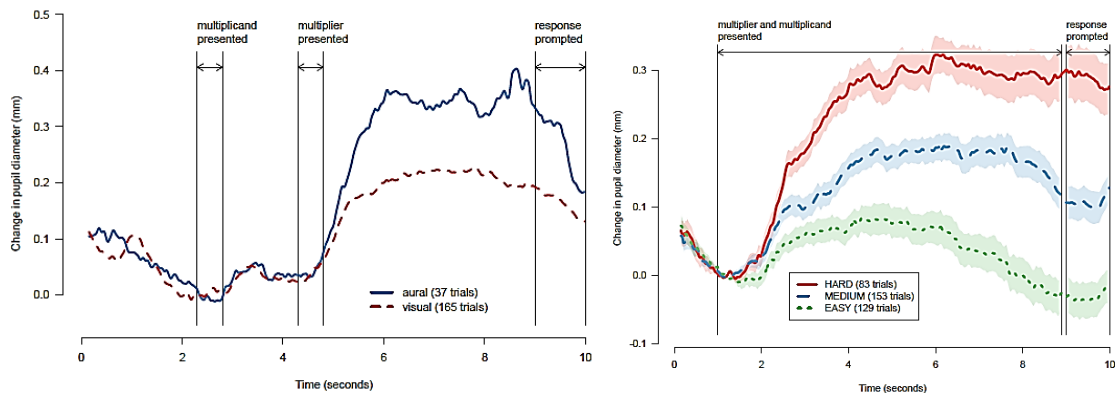 multiplicand
presented
multiplier
presented
response
prompted
0.5
0.4
0.3
0.2
0.1
0.0
Change in pupil diameter (mm)
aural (37 trials)
visual (165 trials)
0
2
4
6
8
10
Time (seconds)
multiplier and multiplicand
presented
response
prompted
0.3
0.2
0.1
0.0
-0.1
Change in pupil diameter (mm)
HARD (83 trials)
MEDIUM (153 trials)
EASY (129 trials)
0
2
4
6
8
10
Time (seconds)